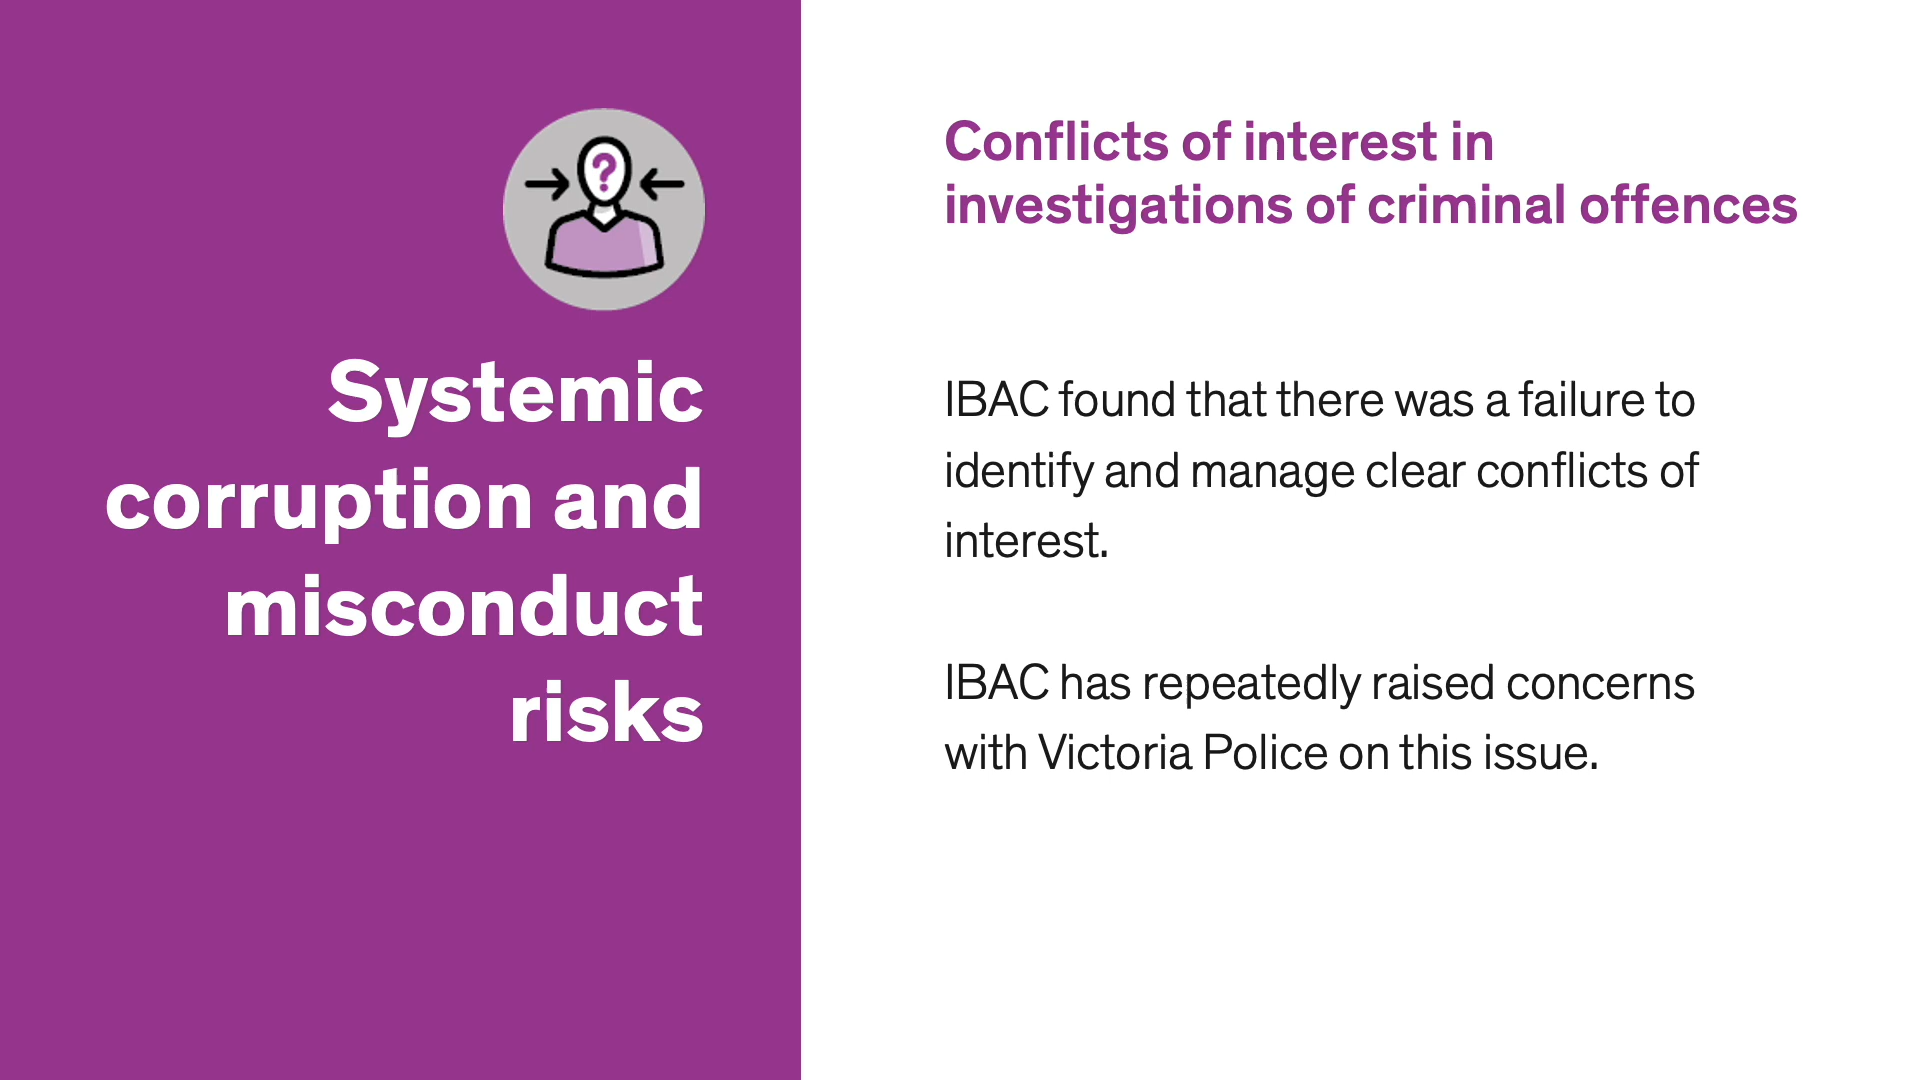 ?
Systemic
corruption and
misconduct
risks
Conflicts of interest in
investigations of criminal offences
IBAC found that there was a failure to
identify and manage clear conflicts of
interest.
IBAC has repeatedly raised concerns
with Victoria Police on this issue.